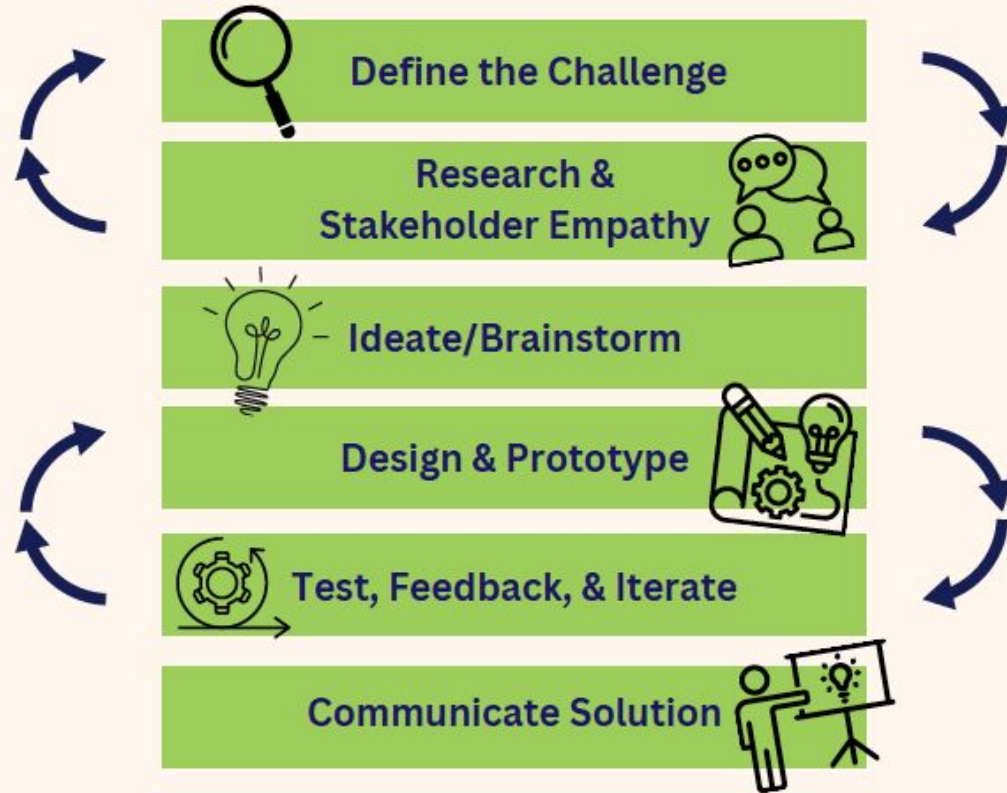 Define the Challenge
Research &
Stakeholder Empathy
Ideate/Brainstorm
Design & Prototype
Test, Feedback, & Iterate
Communicate Solution